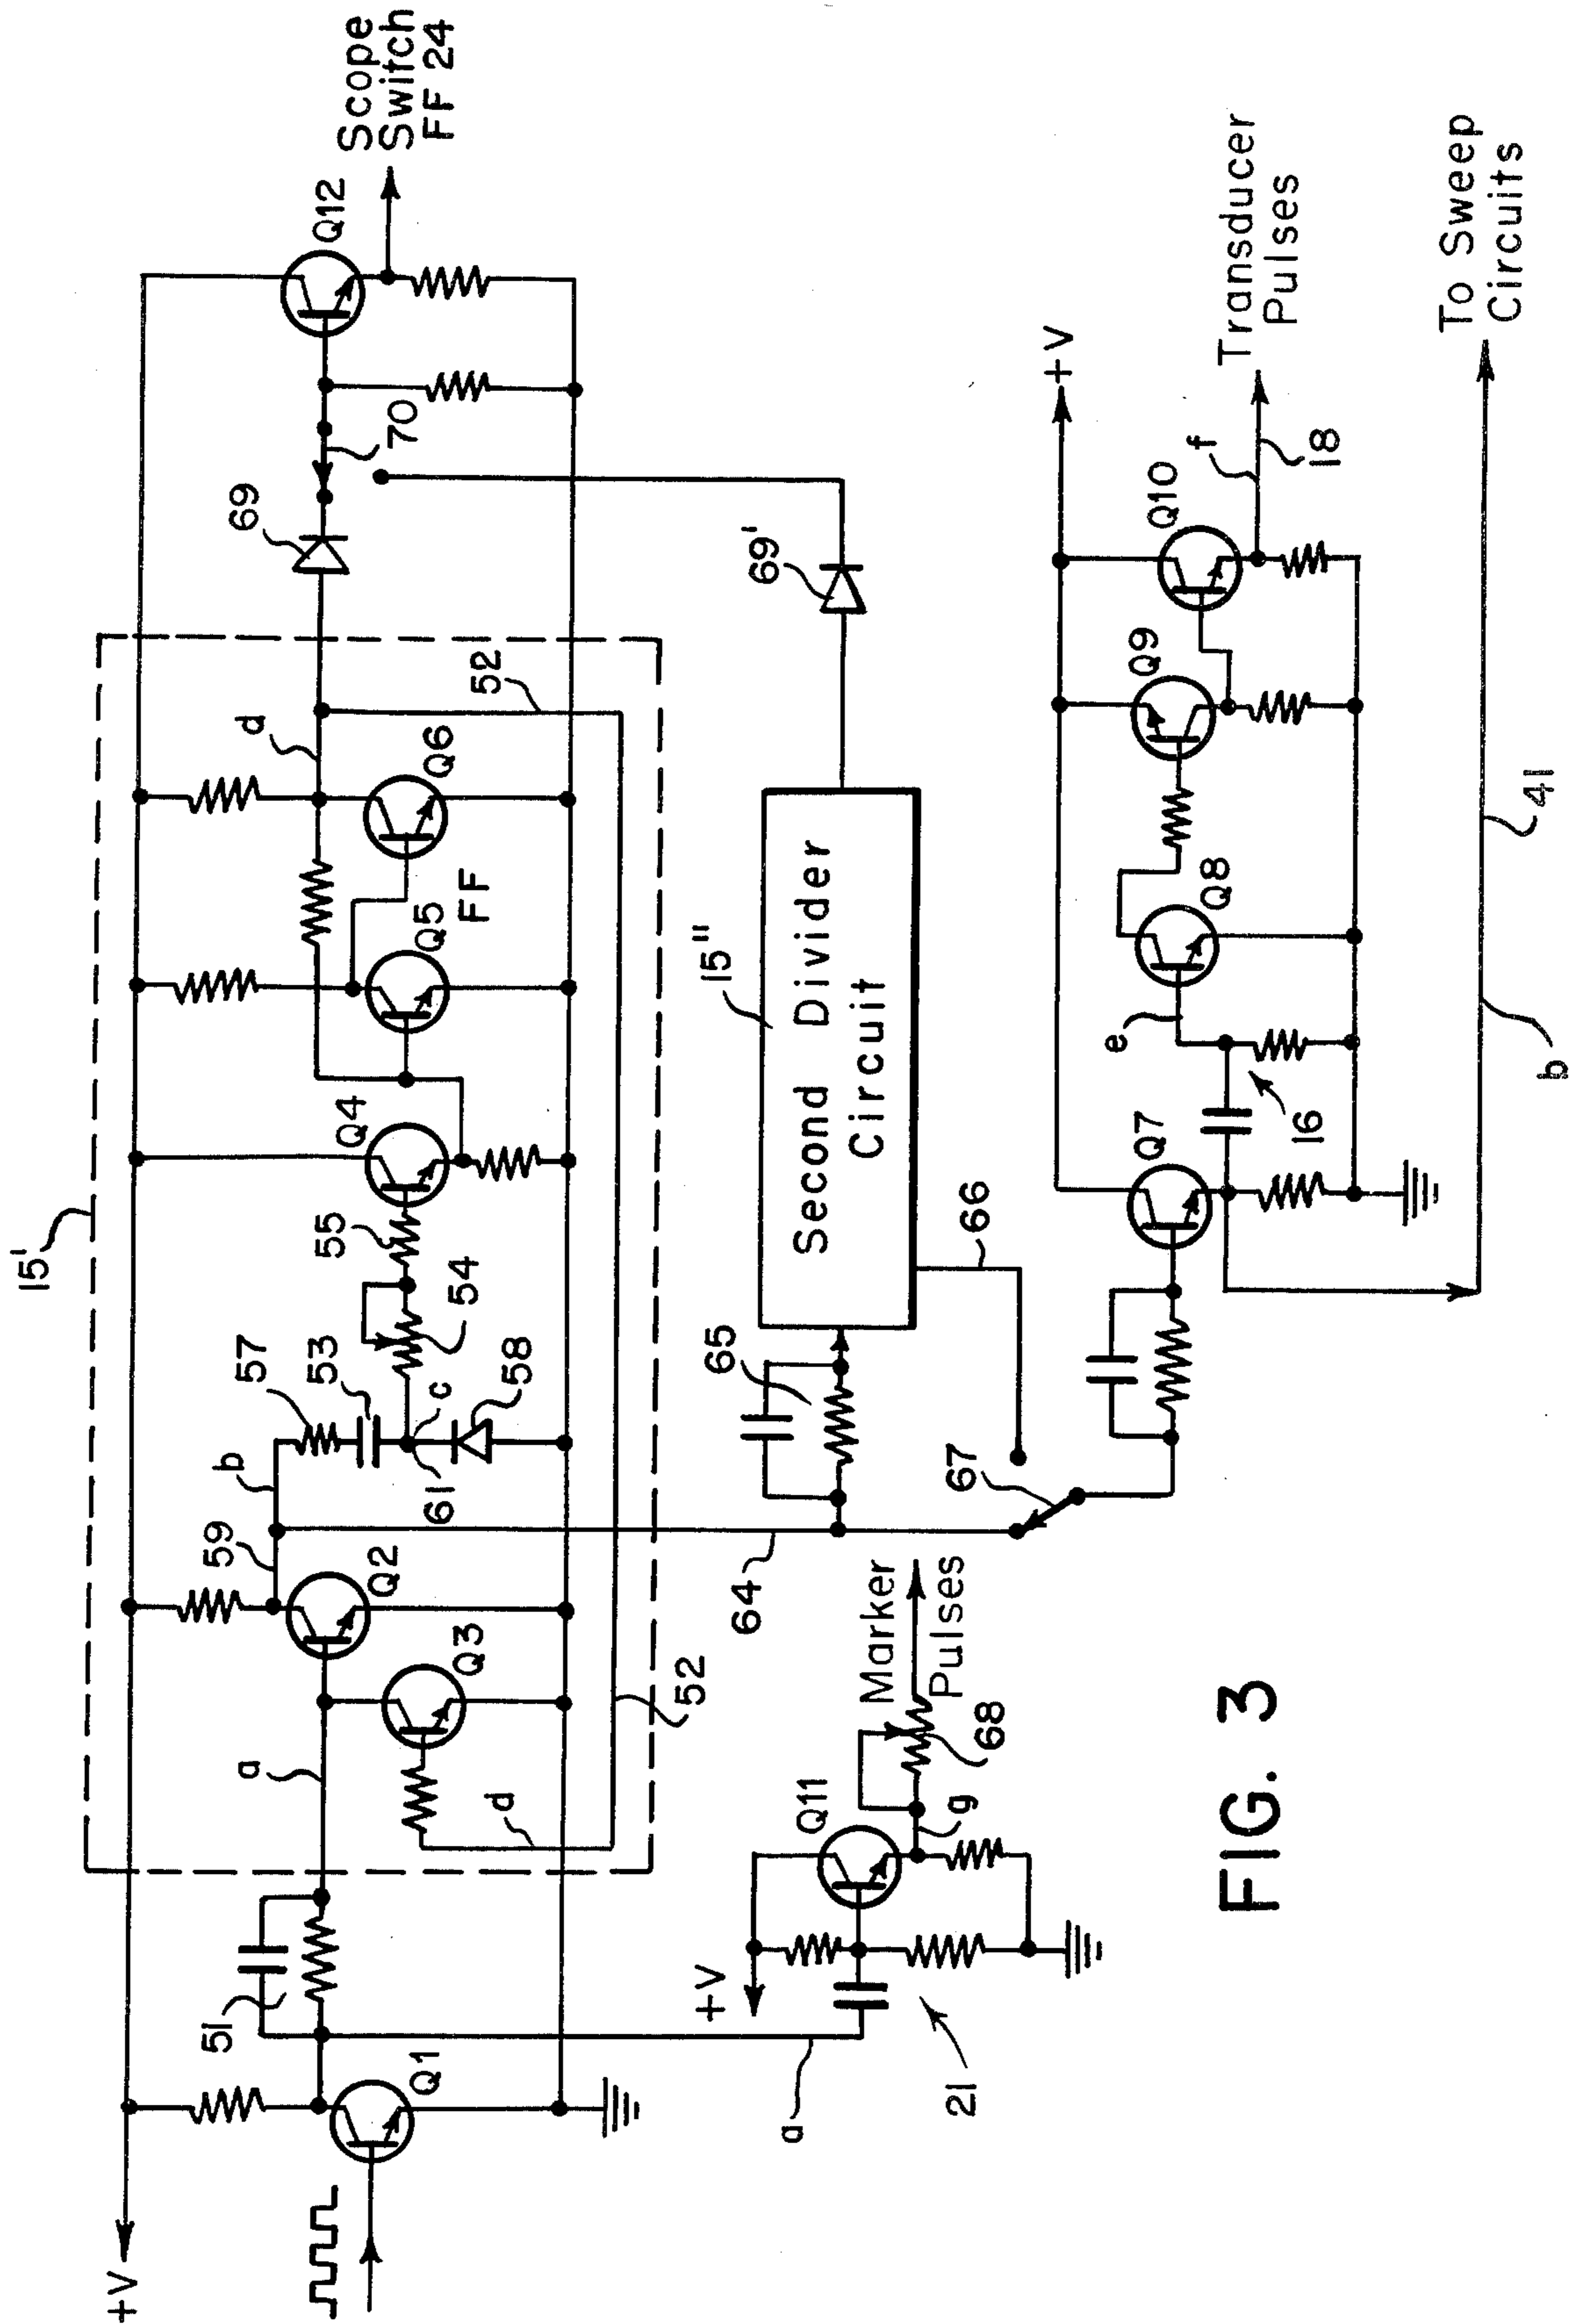 15'
+V
Q1
51
a
Q2
59
b
57
53
c
61
58
54
55
Q4
Q5
FF
Q6
d
52
69
70
Q12
Scope
Switch
FF 24
Q3
d
52
a
21
+V
Q11
g
68
Marker
Pulses
64
65
66
67
15"
Second Divider
Circuit
69'
Q7
16
e
Q8
Q9
Q10
f
18
+V
Transducer
Pulses
b
41
To Sweep
Circuits
FIG. 3